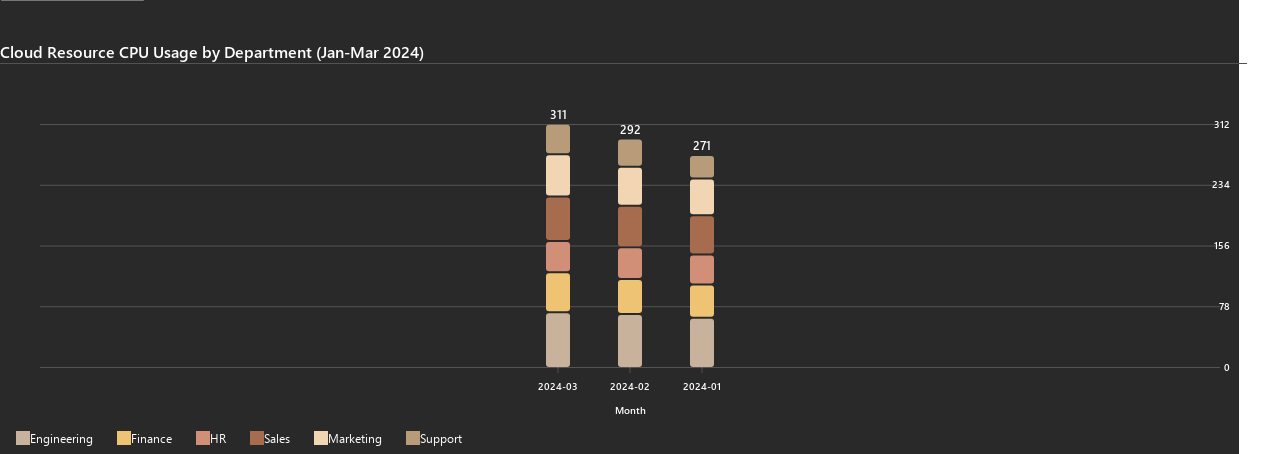 Cloud Resource CPU Usage by Department (Jan-Mar 2024)
311
292
271
312
234
156
78
0
2024-03 2024-02 2024-01
Month
Engineering Finance HR Sales Marketing Support